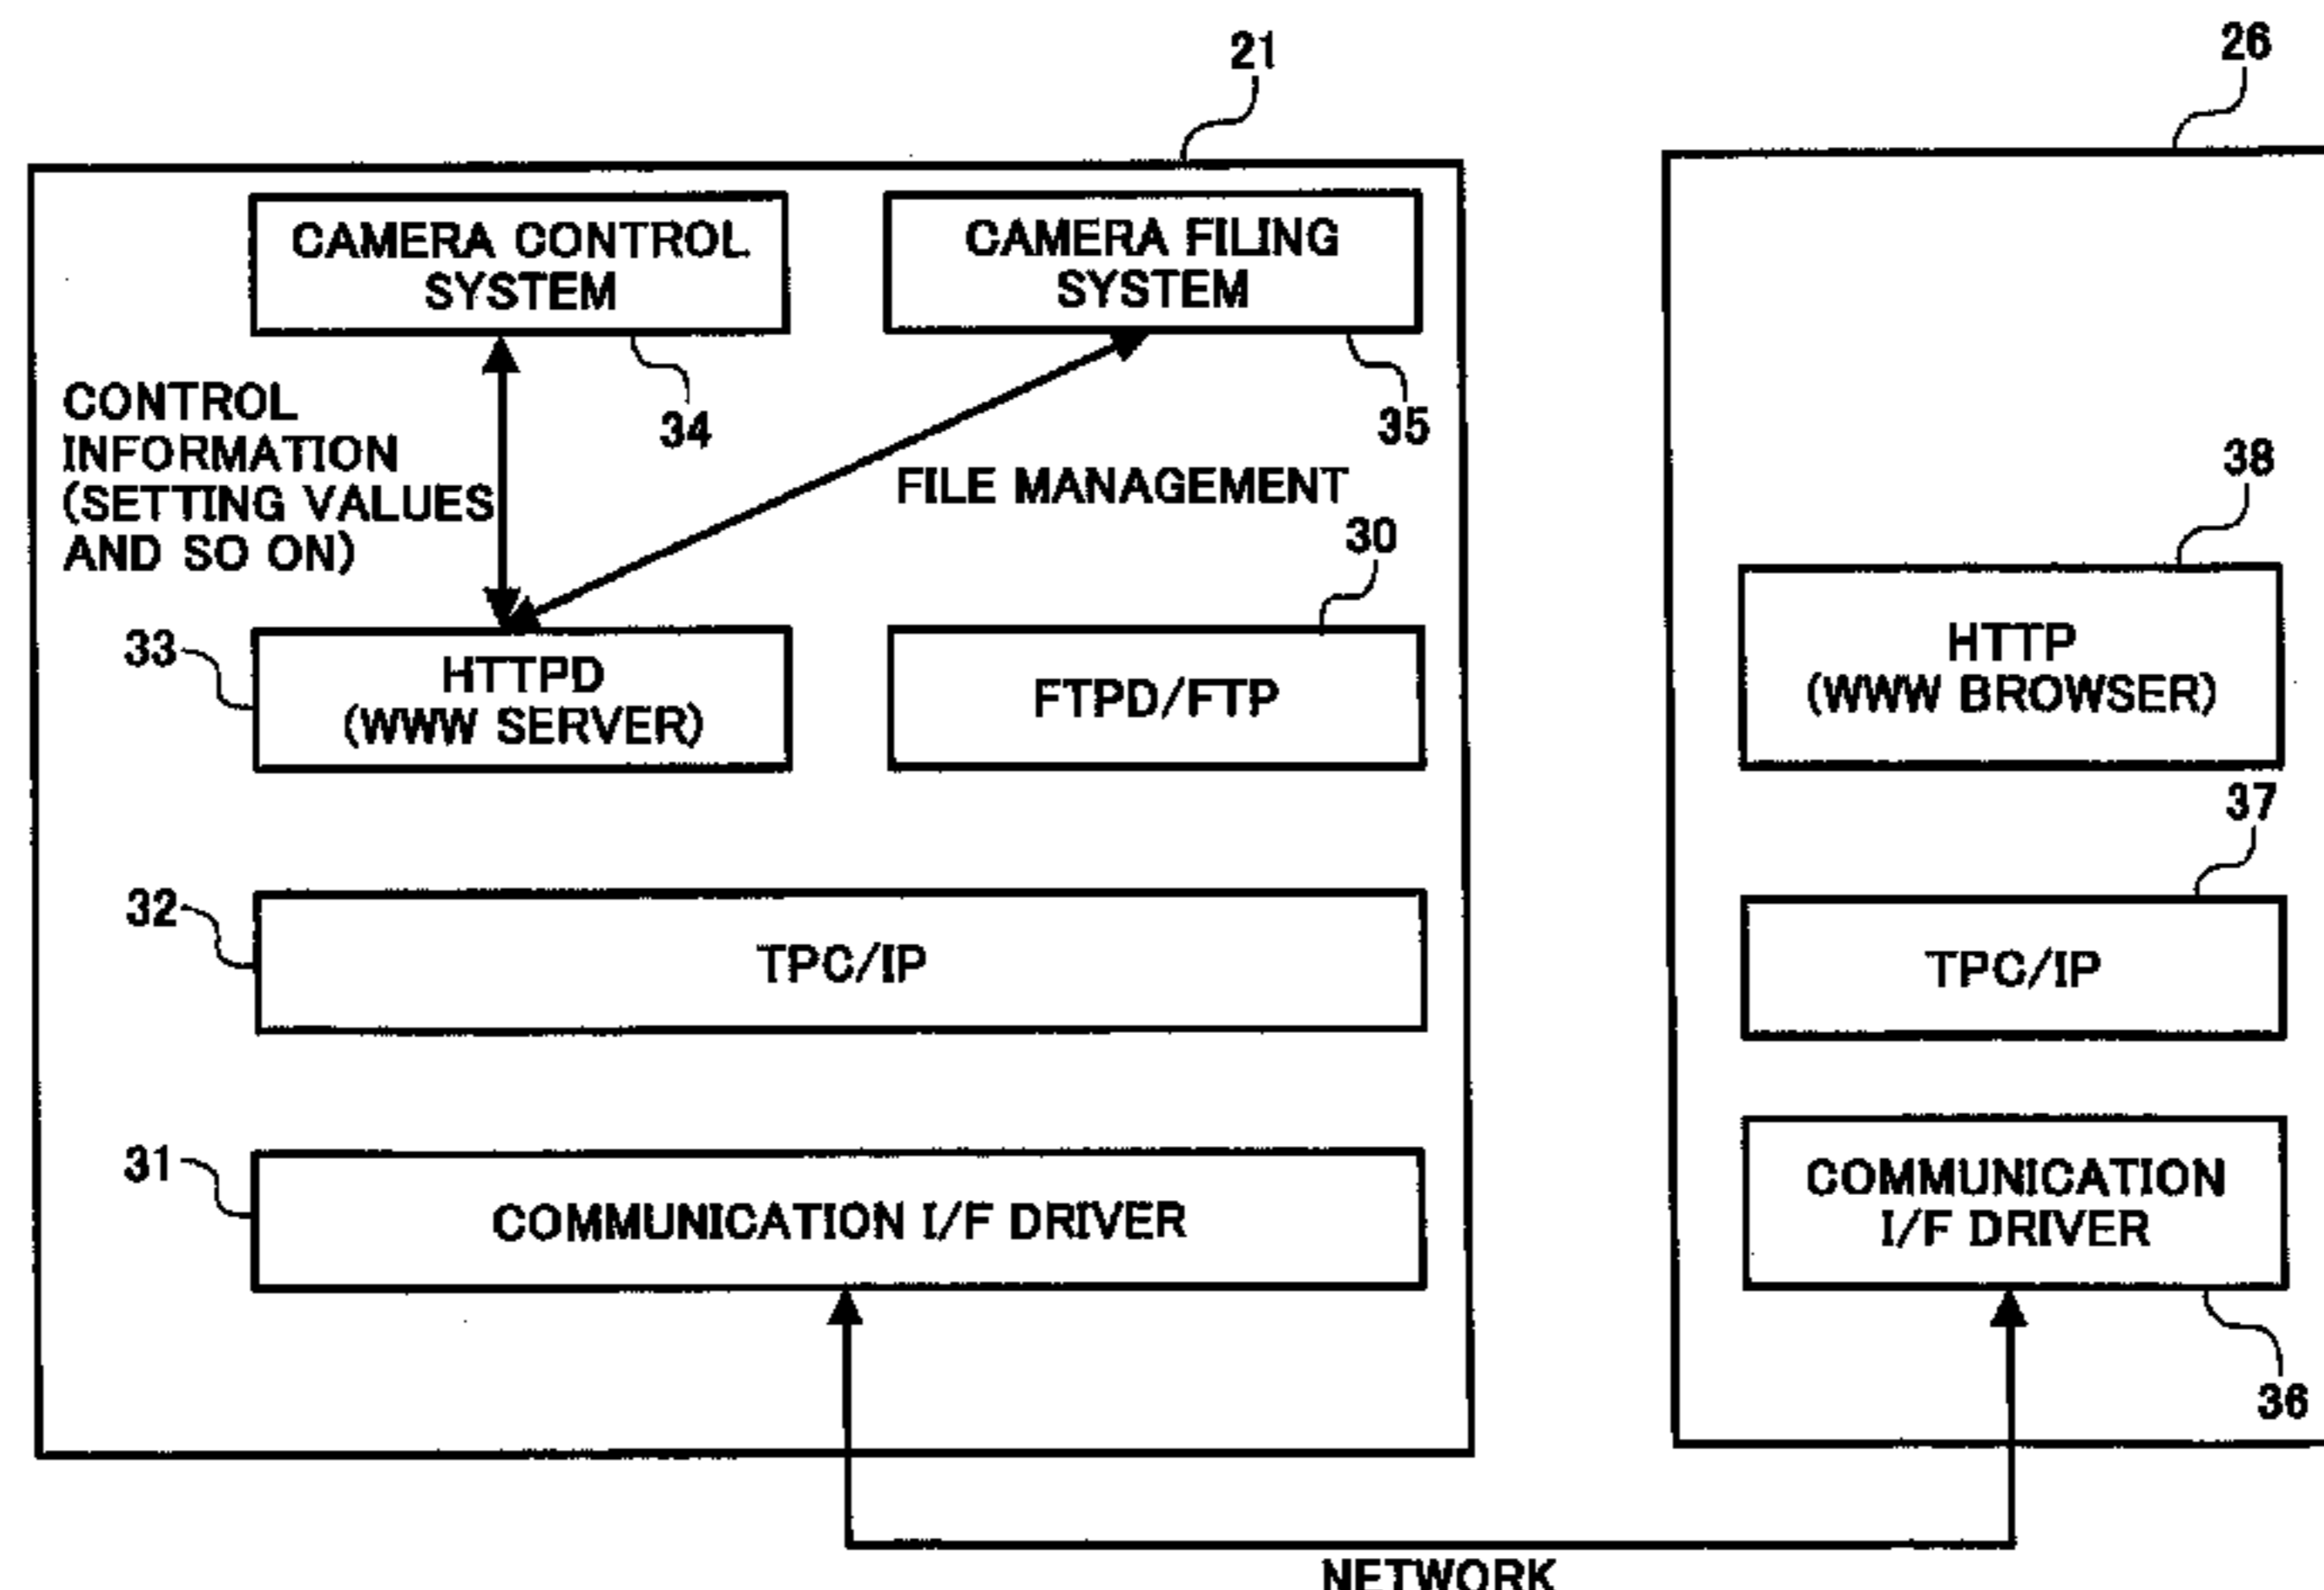 21
26
CAMERA CONTROL
SYSTEM
CAMERA FILING
SYSTEM
34
35
CONTROL
INFORMATION
(SETTING VALUES
AND SO ON)
FILE MANAGEMENT
30
38
33
HTTPD
(WWW SERVER)
FTPD/FTP
HTTP
(WWW BROWSER)
37
32
TPC/IP
TPC/IP
31
COMMUNICATION I/F DRIVER
COMMUNICATION
I/F DRIVER
36
NETWORK